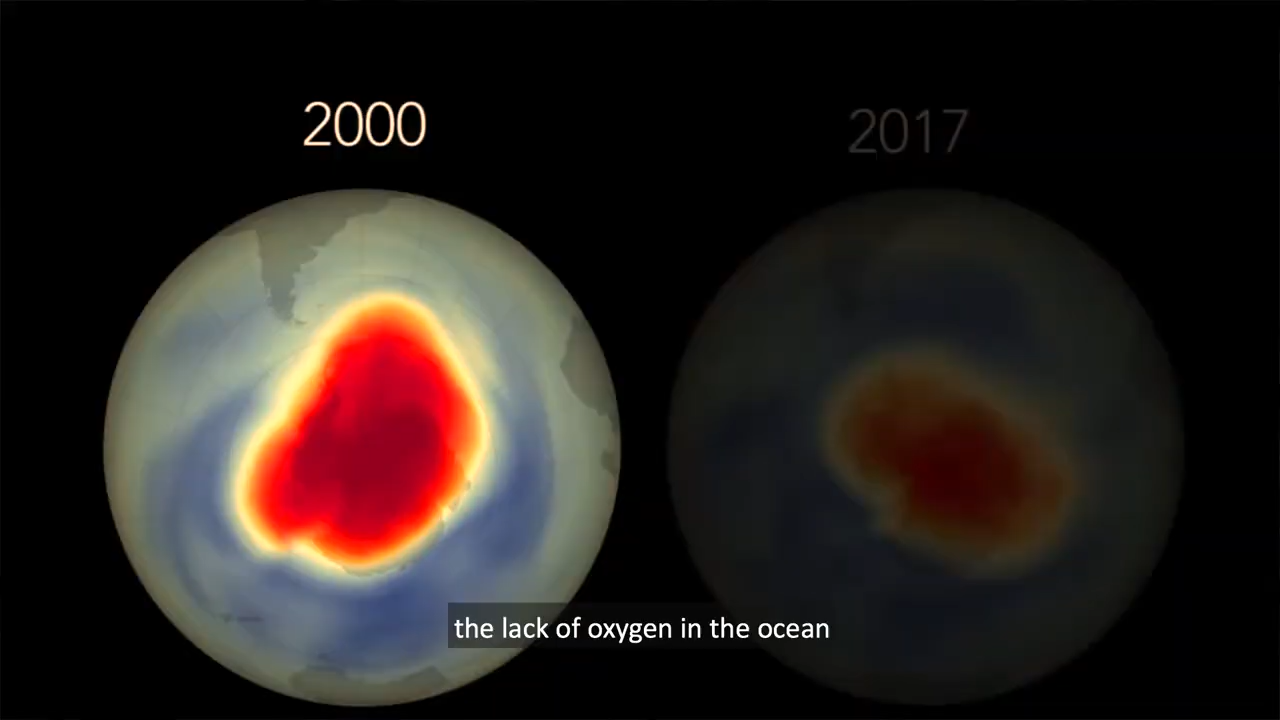 2000
2017
the lack of oxygen in the ocean